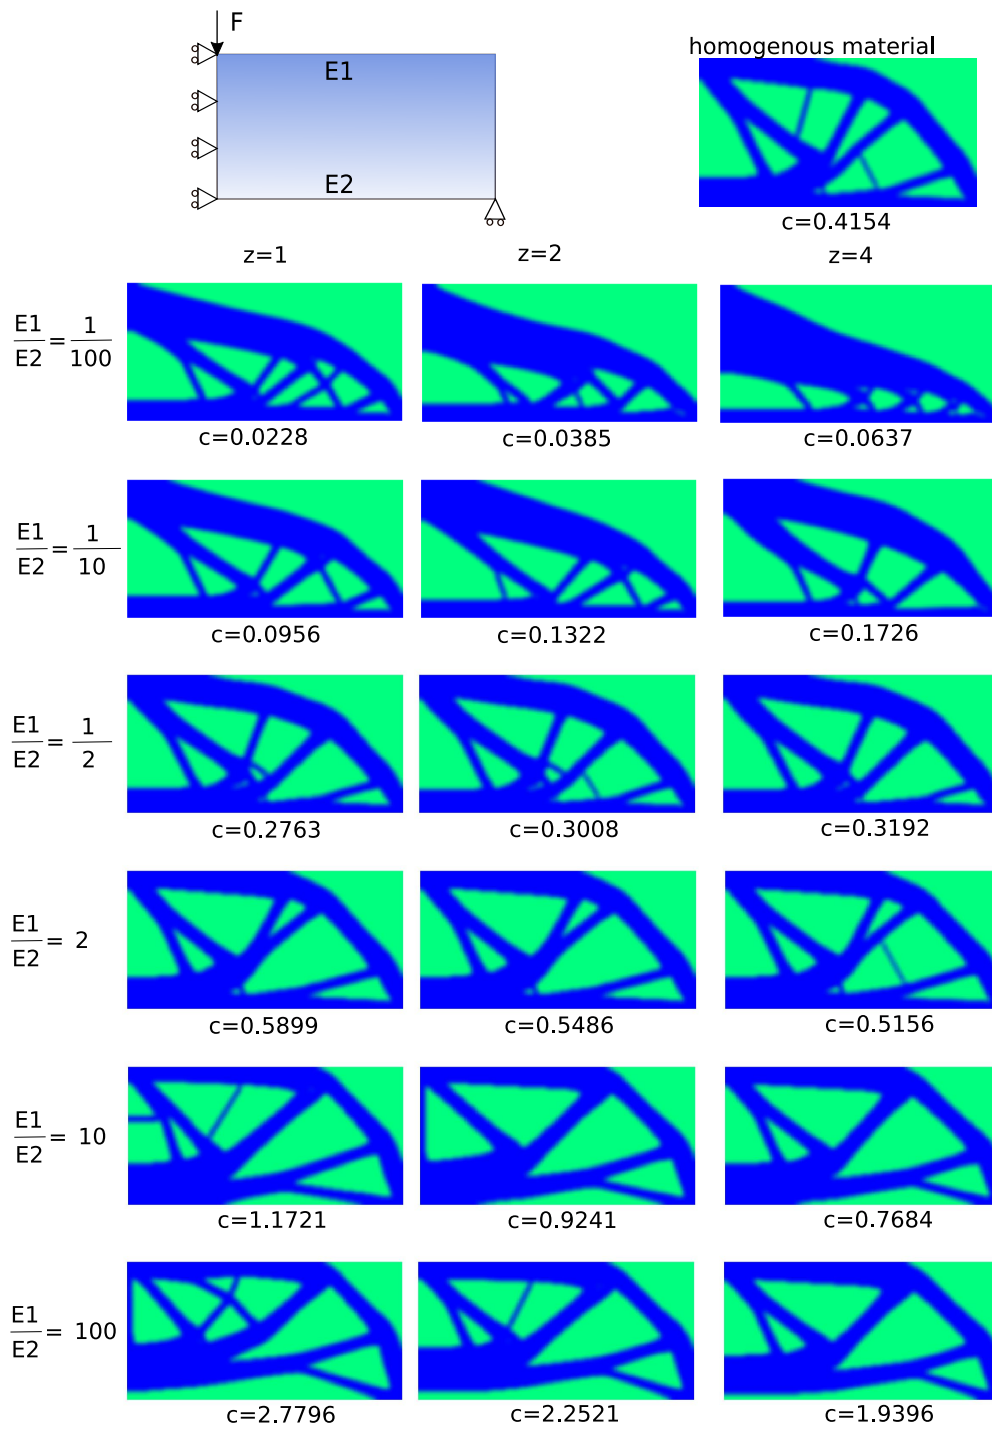 F
homogenous material
E1
E2
c=0.4154
z=1 z=2 z=4
E1/E2 = 1/100
c=0.0228 c=0.0385 c=0.0637
E1/E2 = 1/10
c=0.0956 c=0.1322 c=0.1726
E1/E2 = 1/2
c=0.2763 c=0.3008 c=0.3192
E1/E2 = 2
c=0.5899 c=0.5486 c=0.5156
E1/E2 = 10
c=1.1721 c=0.9241 c=0.7684
E1/E2 = 100
c=2.7796 c=2.2521 c=1.9396